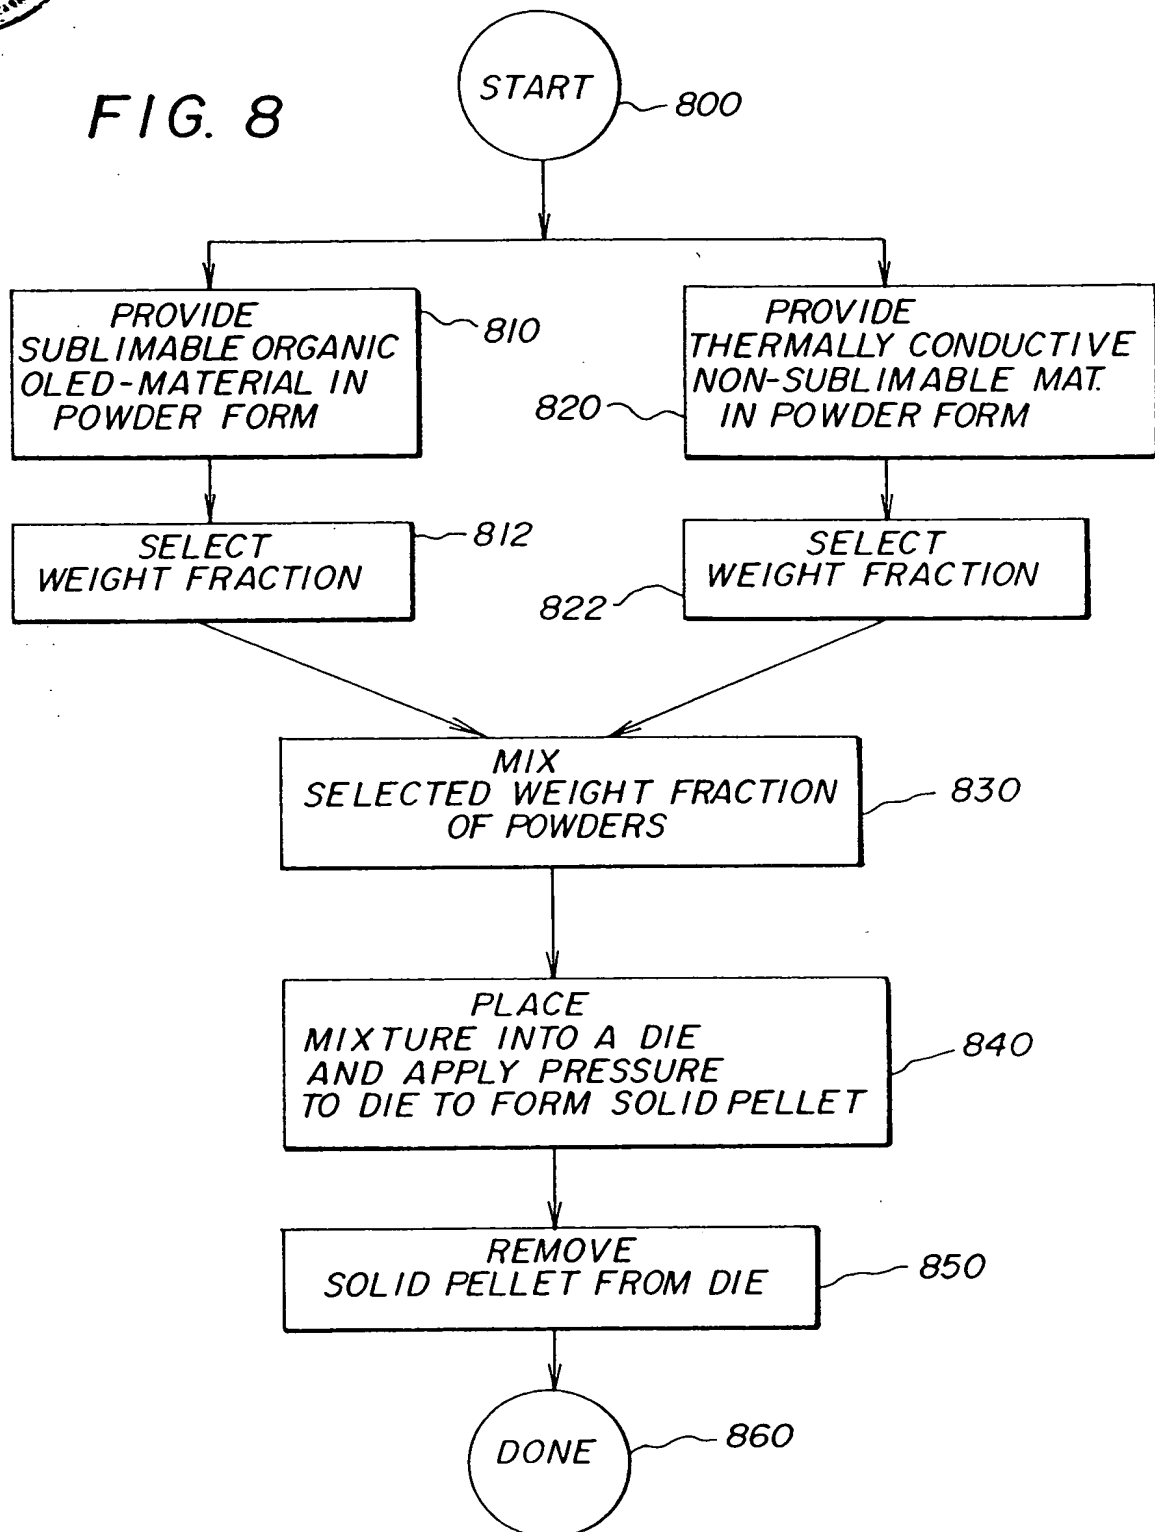 FIG. 8
START
800
PROVIDE
SUBLIMABLE ORGANIC
OLED-MATERIAL IN
POWDER FORM
810
PROVIDE
THERMALLY CONDUCTIVE
NON-SUBLIMABLE MAT.
IN POWDER FORM
820
SELECT
WEIGHT FRACTION
812
SELECT
WEIGHT FRACTION
822
MIX
SELECTED WEIGHT FRACTION
OF POWDERS
830
PLACE
MIXTURE INTO A DIE
AND APPLY PRESSURE
TO DIE TO FORM SOLID PELLET
840
REMOVE
SOLID PELLET FROM DIE
850
DONE
860